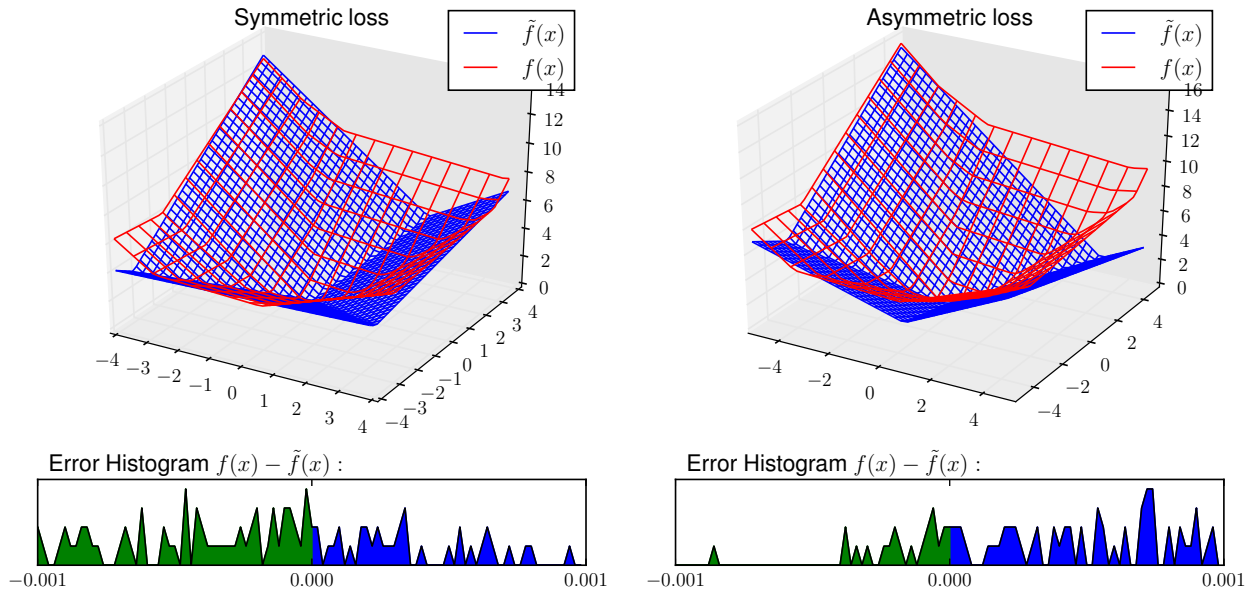 Symmetric loss
f̃(x)
f(x)
14
12
10
8
6
4
2
0
−4 −3 −2 −1 0 1 2 3 4
−4 −3 −2 −1 0 1 2 3 4
Error Histogram f(x) − f̃(x) :
−0.001 0.000 0.001
Asymmetric loss
f̃(x)
f(x)
16
14
12
10
8
6
4
2
0
−4 −2 0 2 4
−4 −2 0 2 4
Error Histogram f(x) − f̃(x) :
−0.001 0.000 0.001